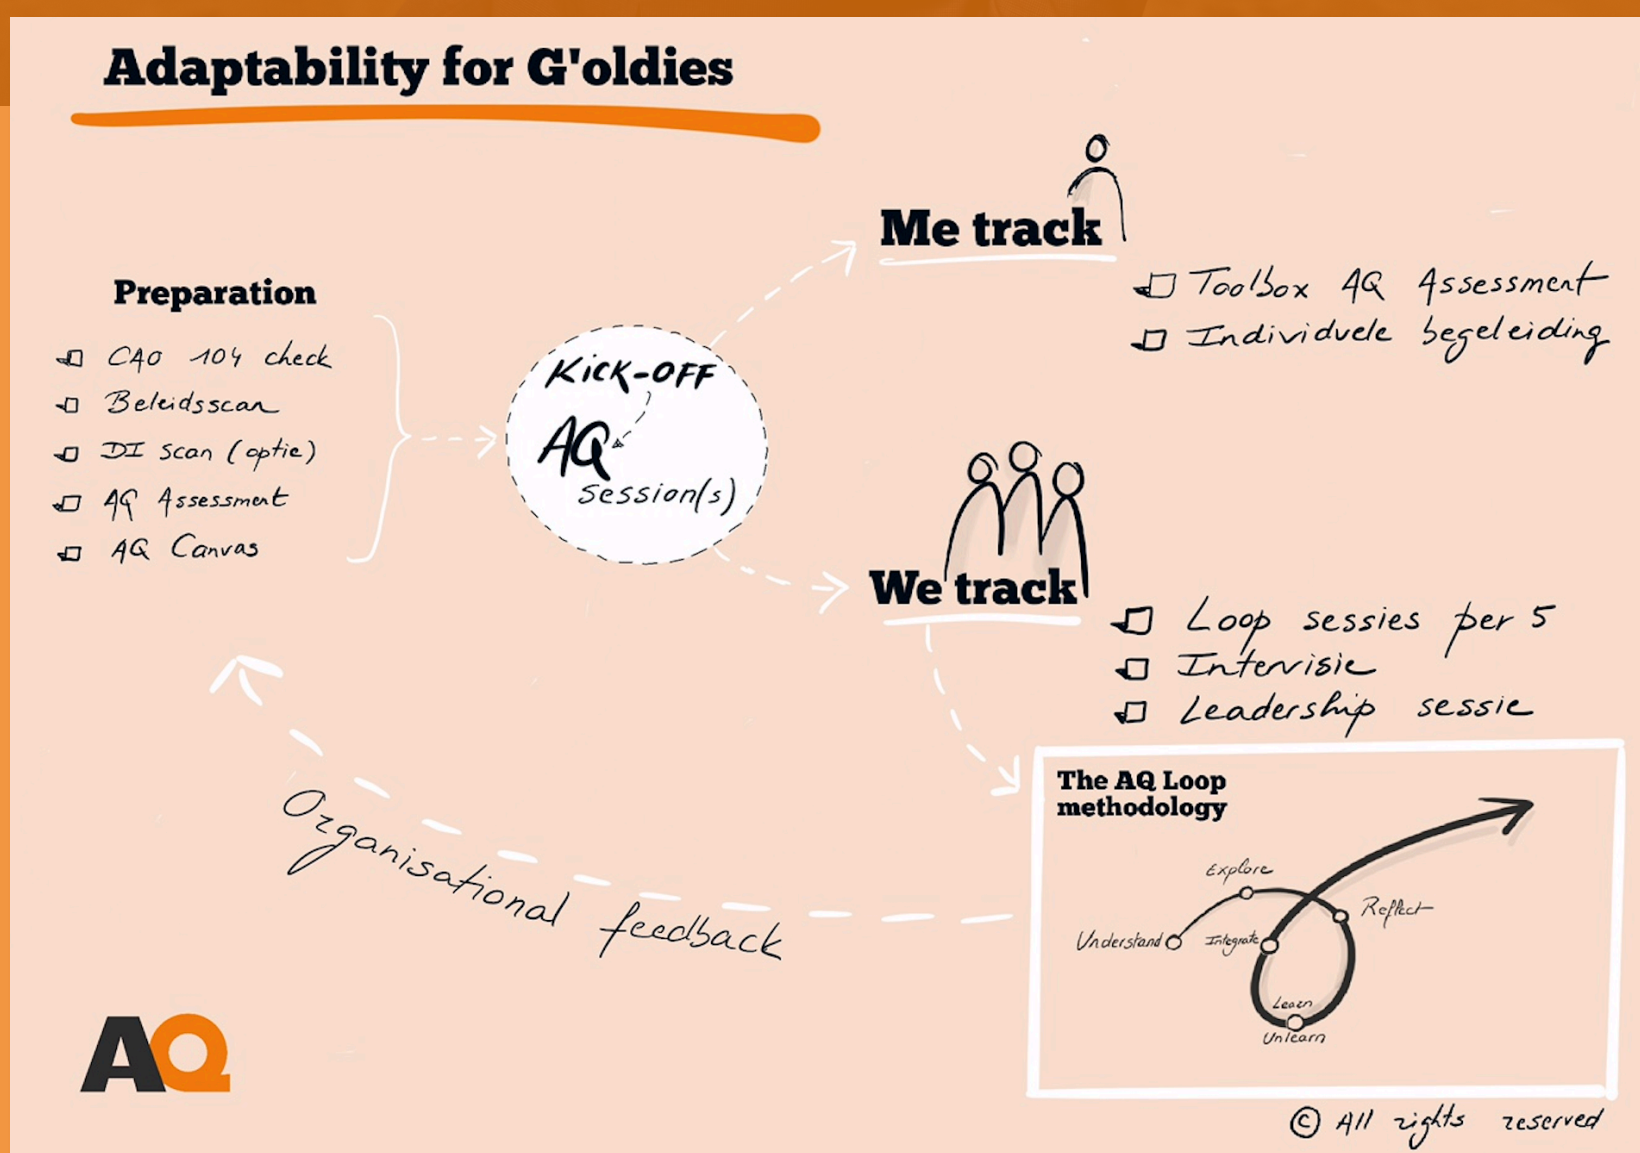 Adaptability for G'oldies
Preparation
CAO 104 check
Beleidsscan
DI scan (optie)
AQ Assessment
AQ Canvas
KICK-OFF
AQ
session(s)
Me track
Toolbox AQ Assessment
Individuele begeleiding
We track
Loop sessies per 5
Intervisie
Leadership sessie
The AQ Loop
methodology
Explore
Reflect
Understand
Integrate
Learn
Unlearn
Organisational feedback
AQ
© All rights reserved